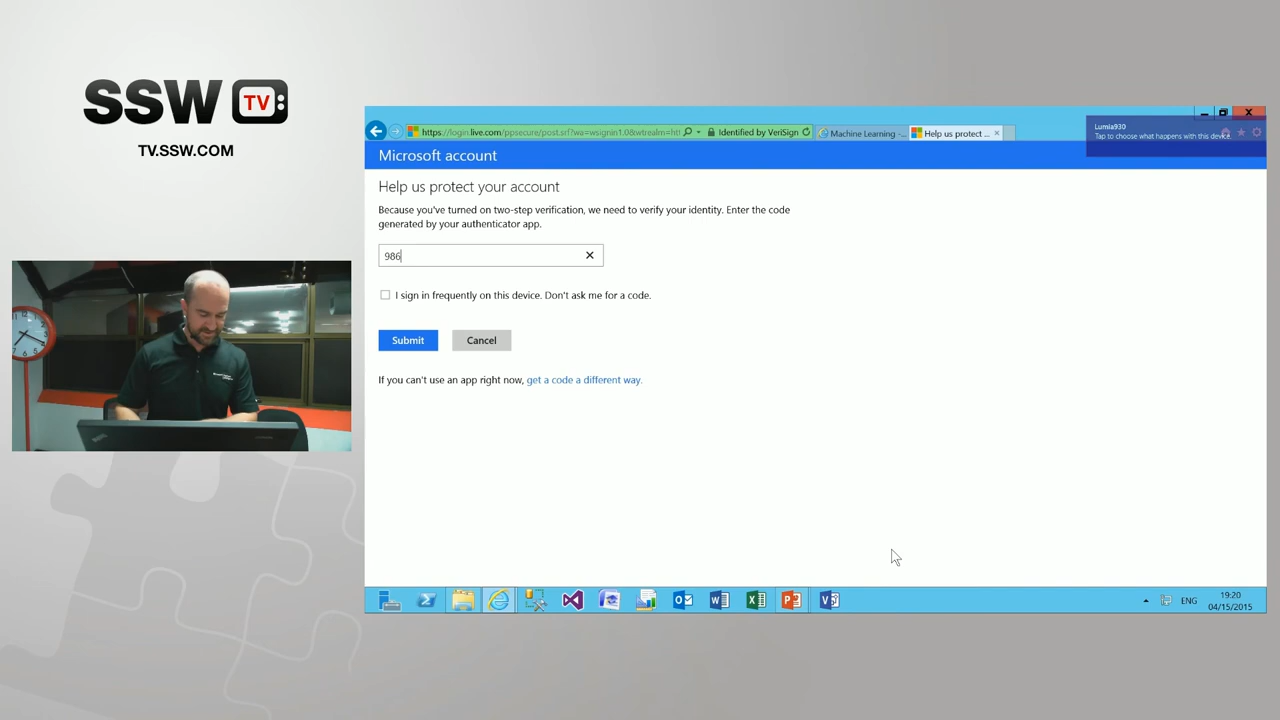 SSW TV
TV.SSW.COM
https://login.live.com/ppsecure/post.srf?wa=wsignin1.0&wtrealm=ht
Identified by VeriSign
Machine Learning -...
Help us protect ...
Lumia930
Tap to choose what happens with this device.
Microsoft account
Help us protect your account
Because you've turned on two-step verification, we need to verify your identity. Enter the code
generated by your authenticator app.
986
I sign in frequently on this device. Don't ask me for a code.
Submit
Cancel
If you can't use an app right now, get a code a different way.
ENG
19:20
04/15/2015